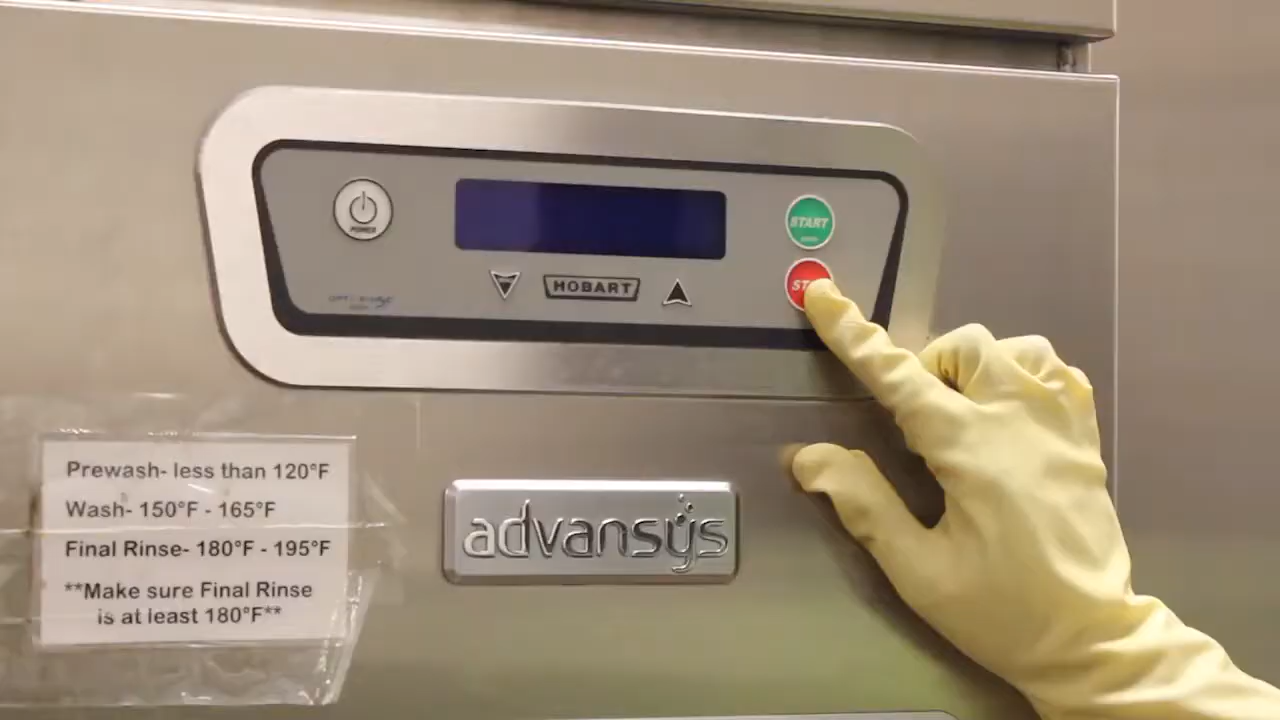 POWER
START
ST
HOBART
advansys
Prewash- less than 120°F
Wash- 150°F - 165°F
Final Rinse- 180°F - 195°F
**Make sure Final Rinse
is at least 180°F**